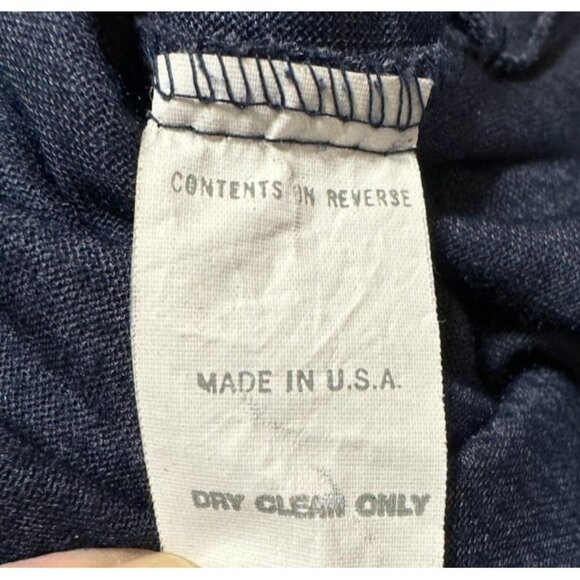 CONTENTS ON REVERSE
MADE IN U.S.A.
DRY CLEAN ONLY